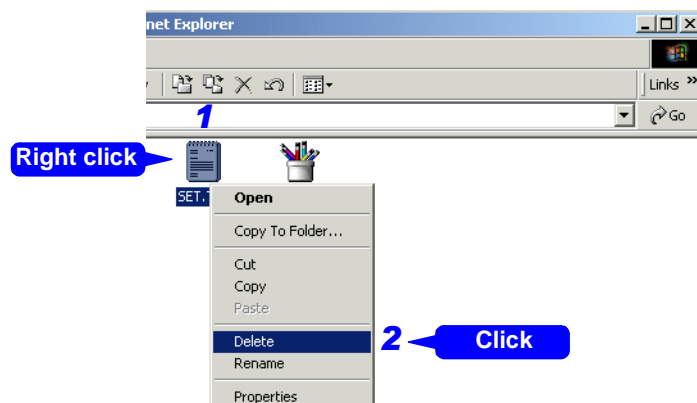 net Explorer
Links »
1
Go
Right click
SET.
Open
Copy To Folder...
Cut
Copy
Paste
Delete
2
Click
Rename
Properties